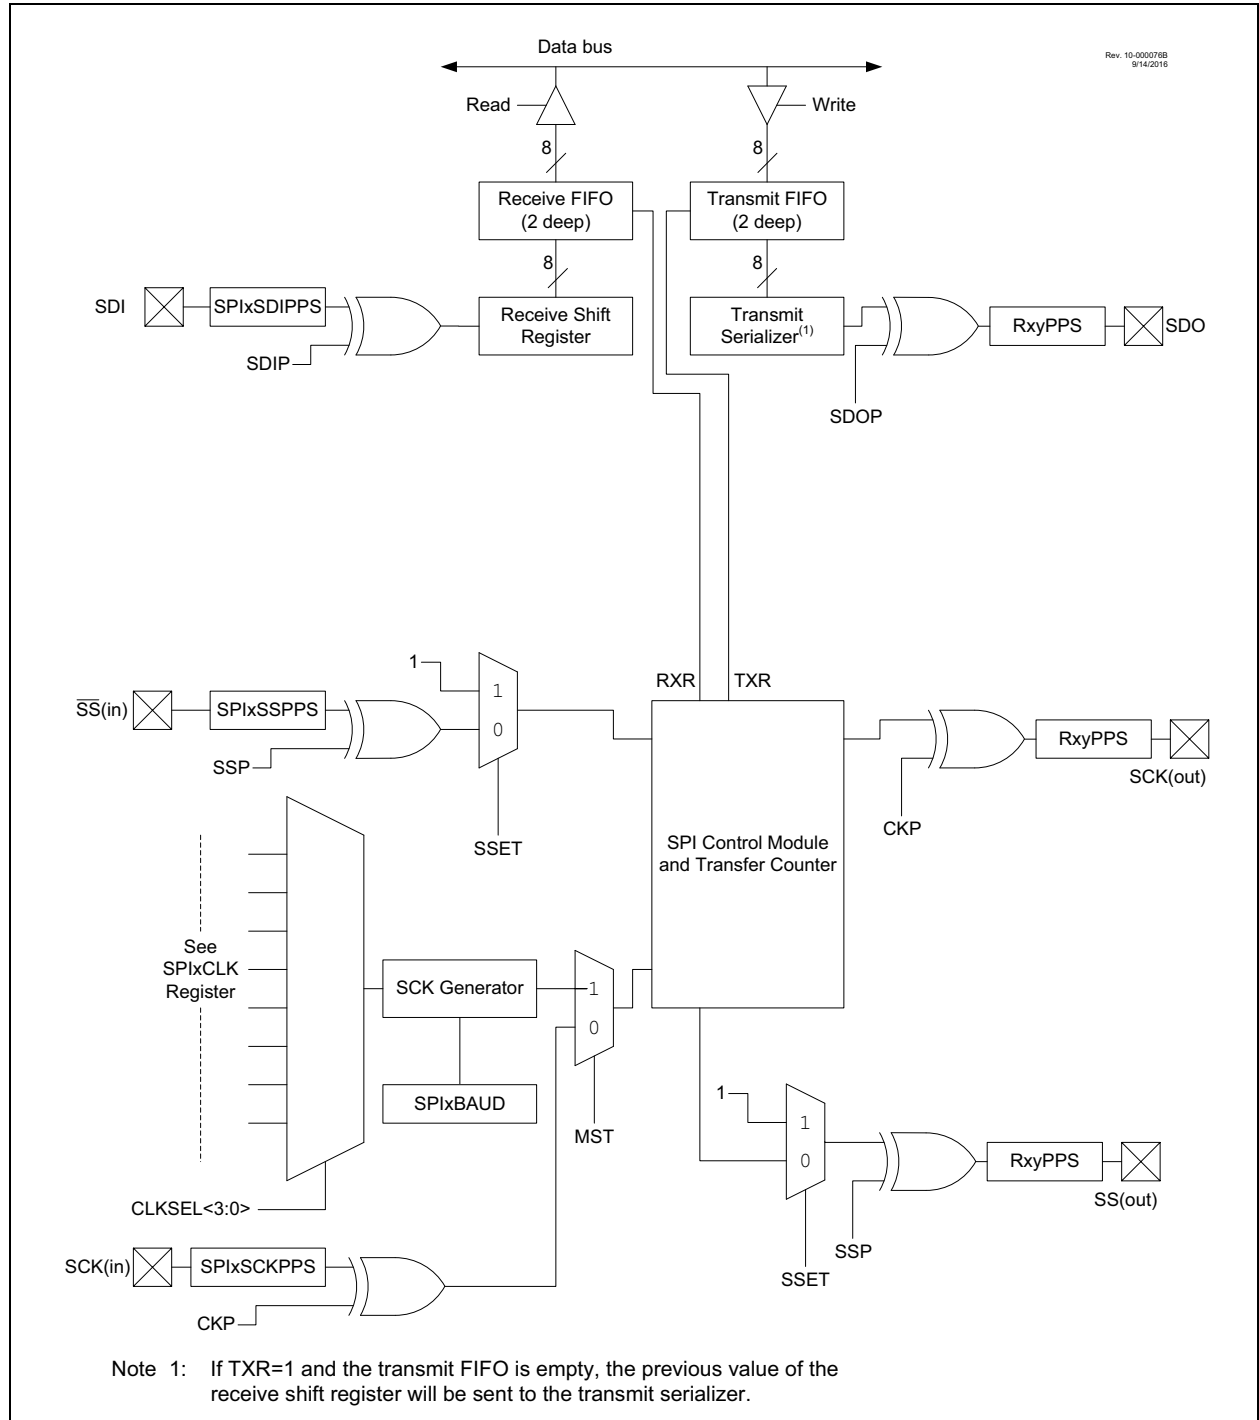 Data bus
Rev. 10-000076B
9/14/2016
Read
Write
8
8
Receive FIFO
(2 deep)
Transmit FIFO
(2 deep)
8
8
SDI
SPIxSDIPPS
SDIP
Receive Shift
Register
Transmit
Serializer(1)
SDOP
RxyPPS
SDO
1
SS(in)
SPIxSSPPS
SSP
1
0
SSET
RXR
TXR
SPI Control Module
and Transfer Counter
CKP
RxyPPS
SCK(out)
See
SPIxCLK
Register
SCK Generator
SPIxBAUD
1
0
MST
CLKSEL<3:0>
1
1
0
SSET
SSP
RxyPPS
SS(out)
SCK(in)
SPIxSCKPPS
CKP
Note 1: If TXR=1 and the transmit FIFO is empty, the previous value of the
receive shift register will be sent to the transmit serializer.